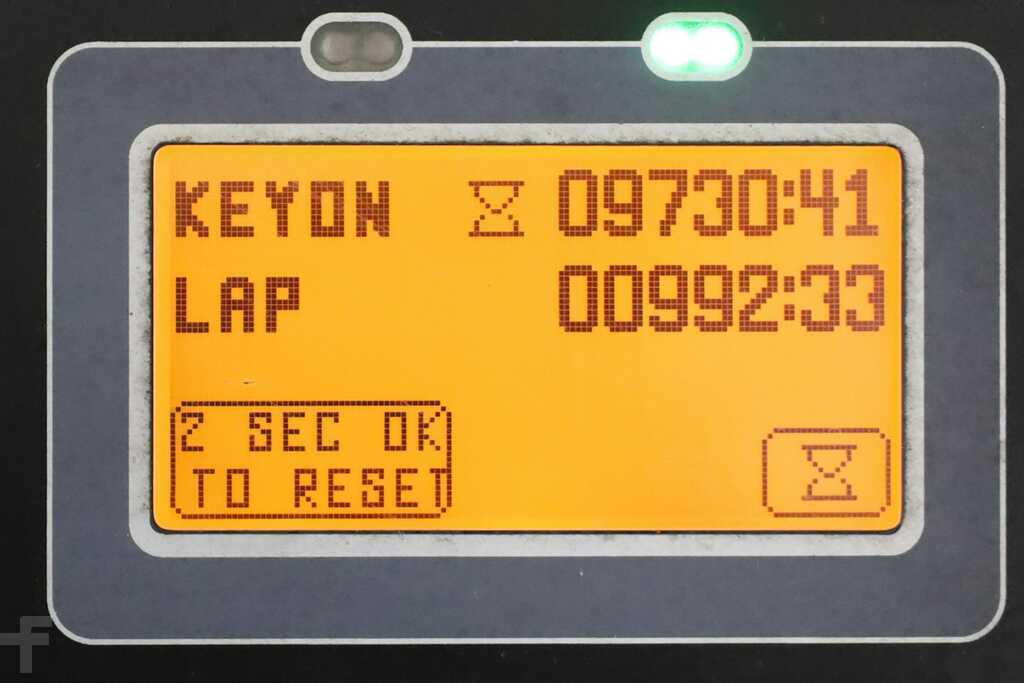 KEYON 09730:41
LAP 00992:33
2 SEC OK
TO RESET